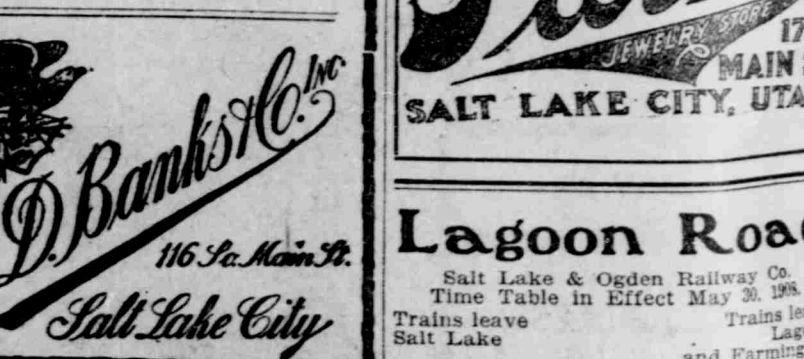 D. Banks & Co. Inc.
116 So. Main St.
Salt Lake City
JEWELRY STORE
17
MAIN
SALT LAKE CITY, UTA
Lagoon Roa
Salt Lake & Ogden Railway Co.
Time Table in Effect May 30, 1908.
Trains leave
Salt Lake
Trains le
Lag
and Farming